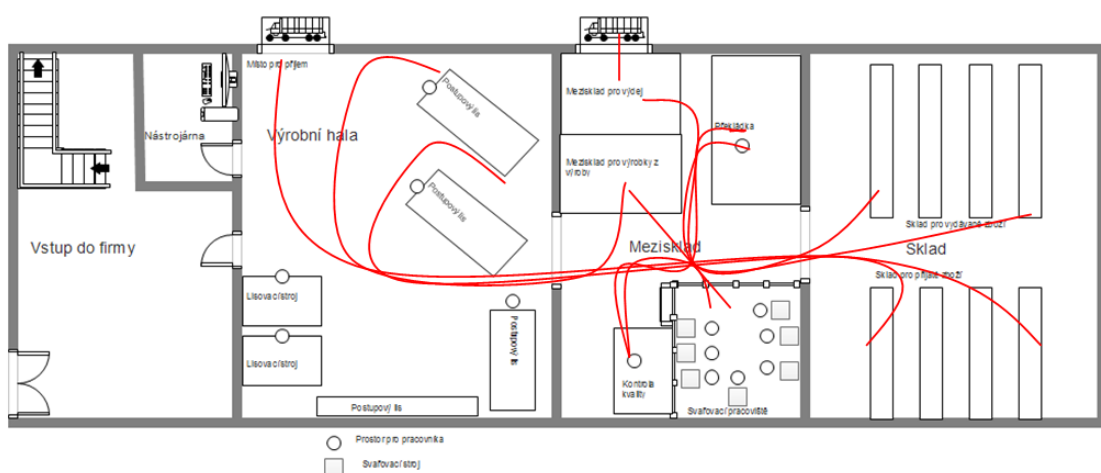 Místo pro příjem
Nástrojárna
Výrobní hala
Postupový lis
Postupový lis
Mezisklad pro výdej
Mezisklad pro výrobky z
výroby
Překládka
Vstup do firmy
Mezisklad
Sklad pro vydávané zboží
Sklad
Sklad pro přijaté zboží
Lisovací stroj
Lisovací stroj
Postupový lis
Postupový lis
Kontrola
kvality
Svařovací pracoviště
Prostor pro pracovníka
Svařovací stroj